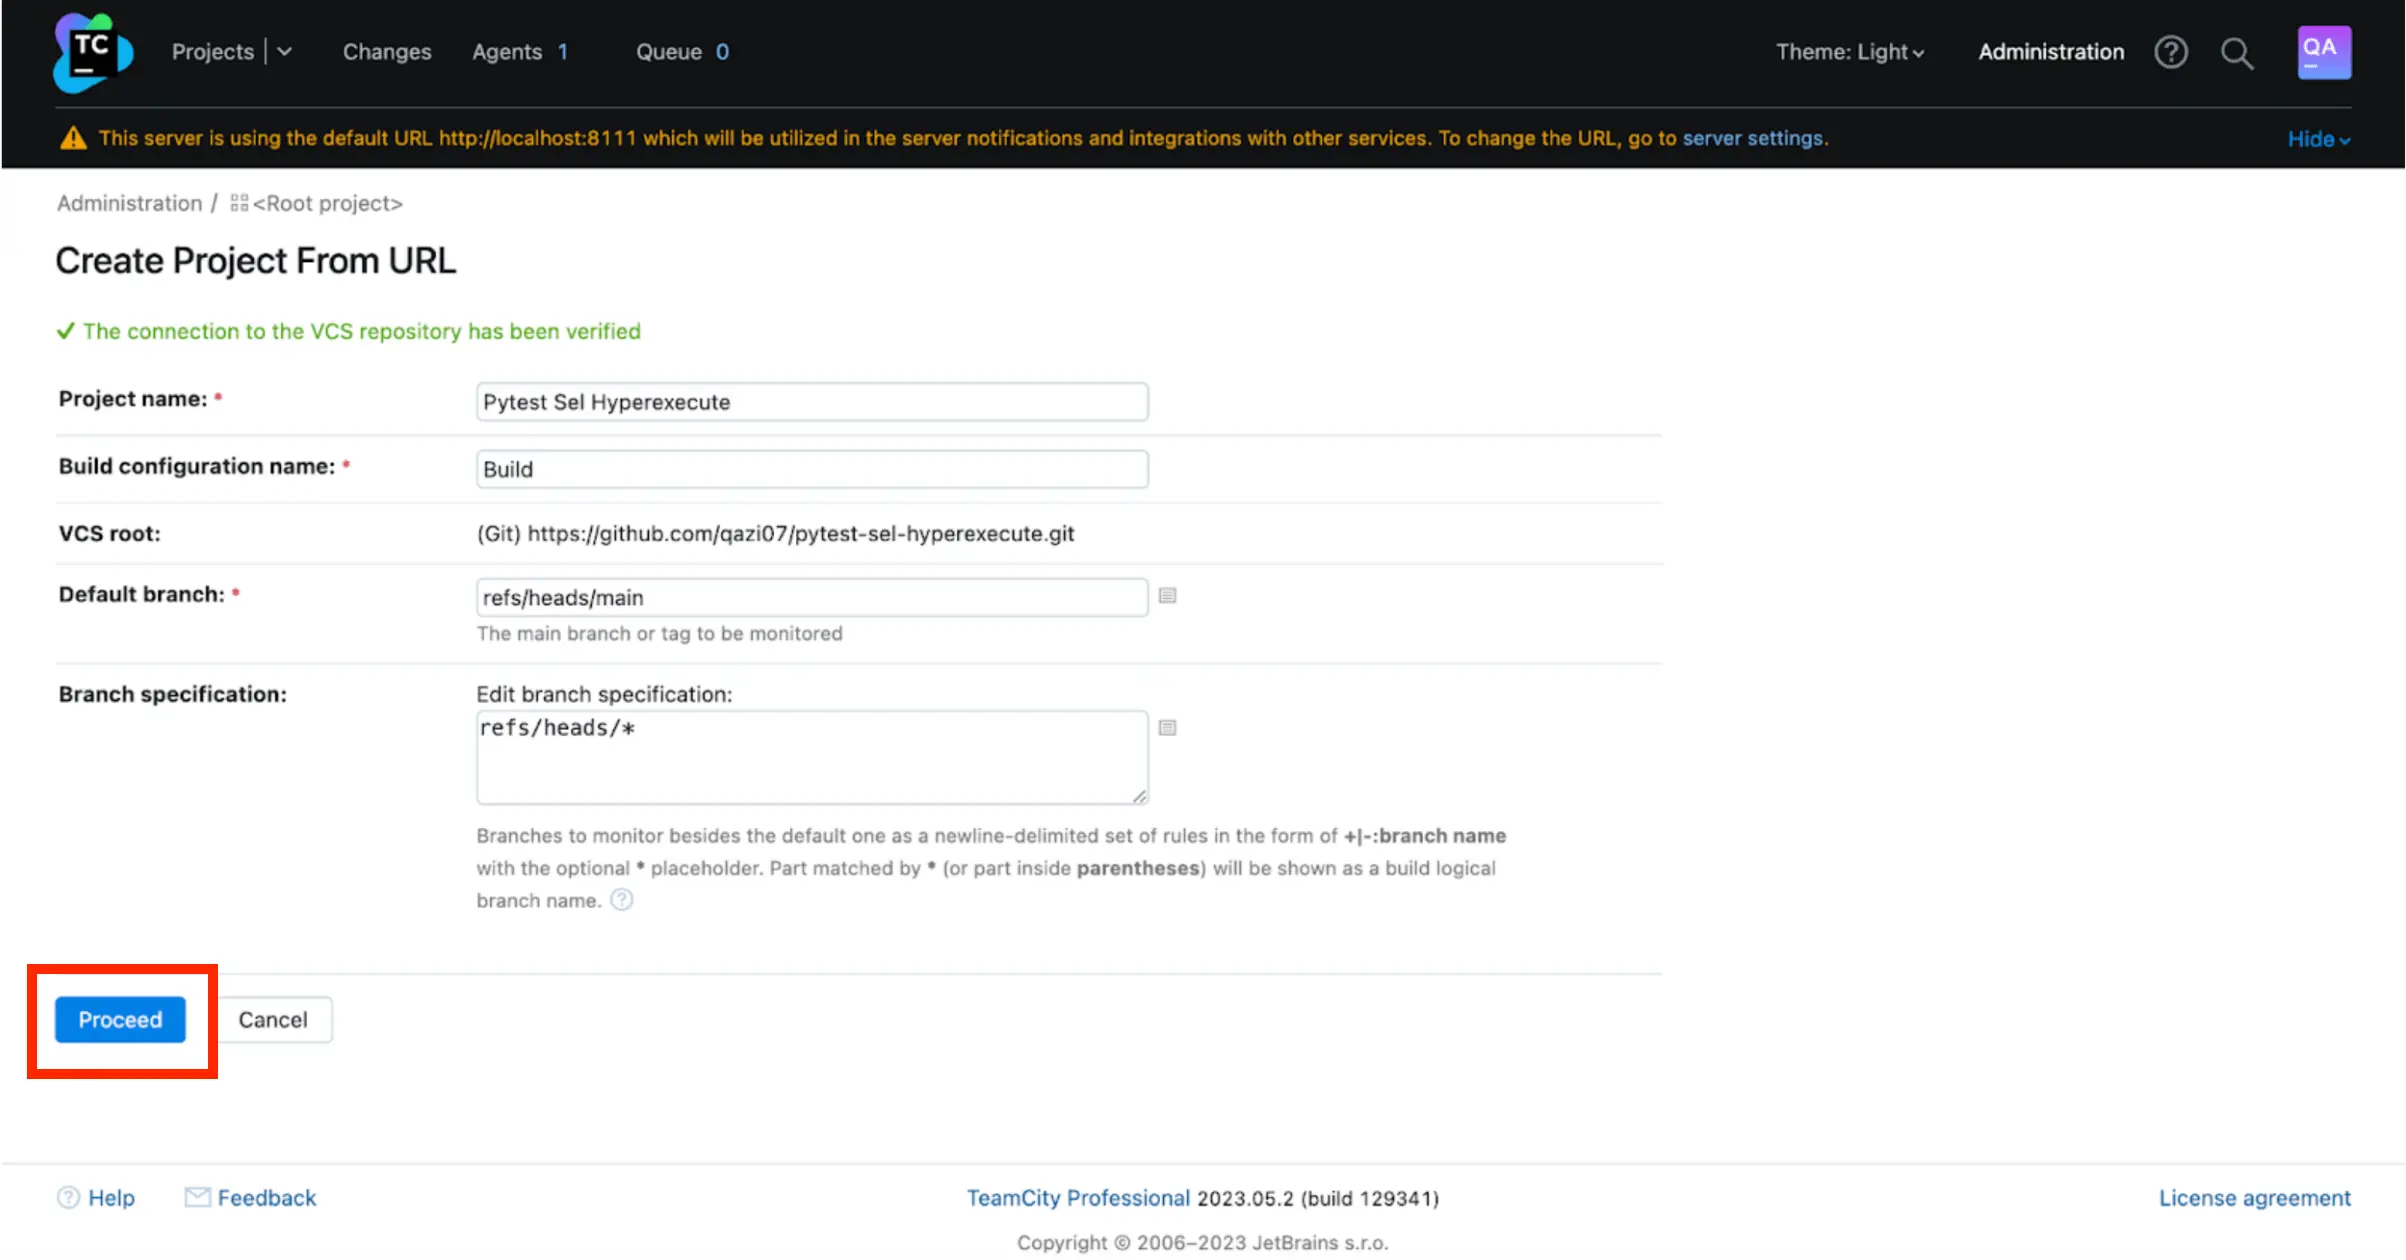 TC
Projects
Changes
Agents 1
Queue 0
Theme: Light
Administration
QA
This server is using the default URL http://localhost:8111 which will be utilized in the server notifications and integrations with other services. To change the URL, go to server settings.
Hide
Administration / <Root project>
Create Project From URL
The connection to the VCS repository has been verified
Project name: *
Pytest Sel Hyperexecute
Build configuration name: *
Build
VCS root:
(Git) https://github.com/qazi07/pytest-sel-hyperexecute.git
Default branch: *
refs/heads/main
The main branch or tag to be monitored
Branch specification:
Edit branch specification:
refs/heads/*
Branches to monitor besides the default one as a newline-delimited set of rules in the form of +|-:branch name
with the optional * placeholder. Part matched by * (or part inside parentheses) will be shown as a build logical
branch name. ?
Proceed
Cancel
? Help
Feedback
TeamCity Professional 2023.05.2 (build 129341)
License agreement
Copyright © 2006–2023 JetBrains s.r.o.